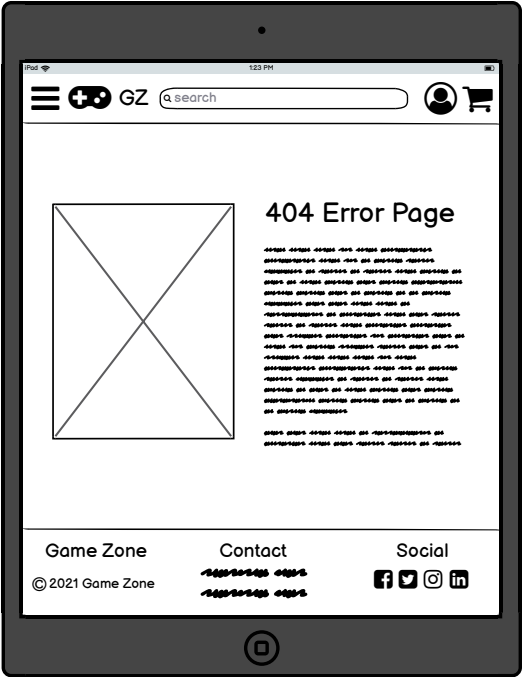 iPad
1:23 PM
GZ
search
404 Error Page
Game Zone
Contact
Social
© 2021 Game Zone